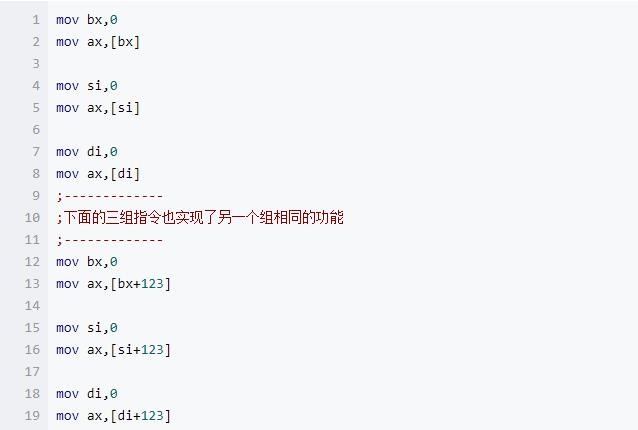 1 mov bx,0
2 mov ax,[bx]
3
4 mov si,0
5 mov ax,[si]
6
7 mov di,0
8 mov ax,[di]
9 ;-------------
10 ;下面的三组指令也实现了另一个组相同的功能
11 ;-------------
12 mov bx,0
13 mov ax,[bx+123]
14
15 mov si,0
16 mov ax,[si+123]
17
18 mov di,0
19 mov ax,[di+123]